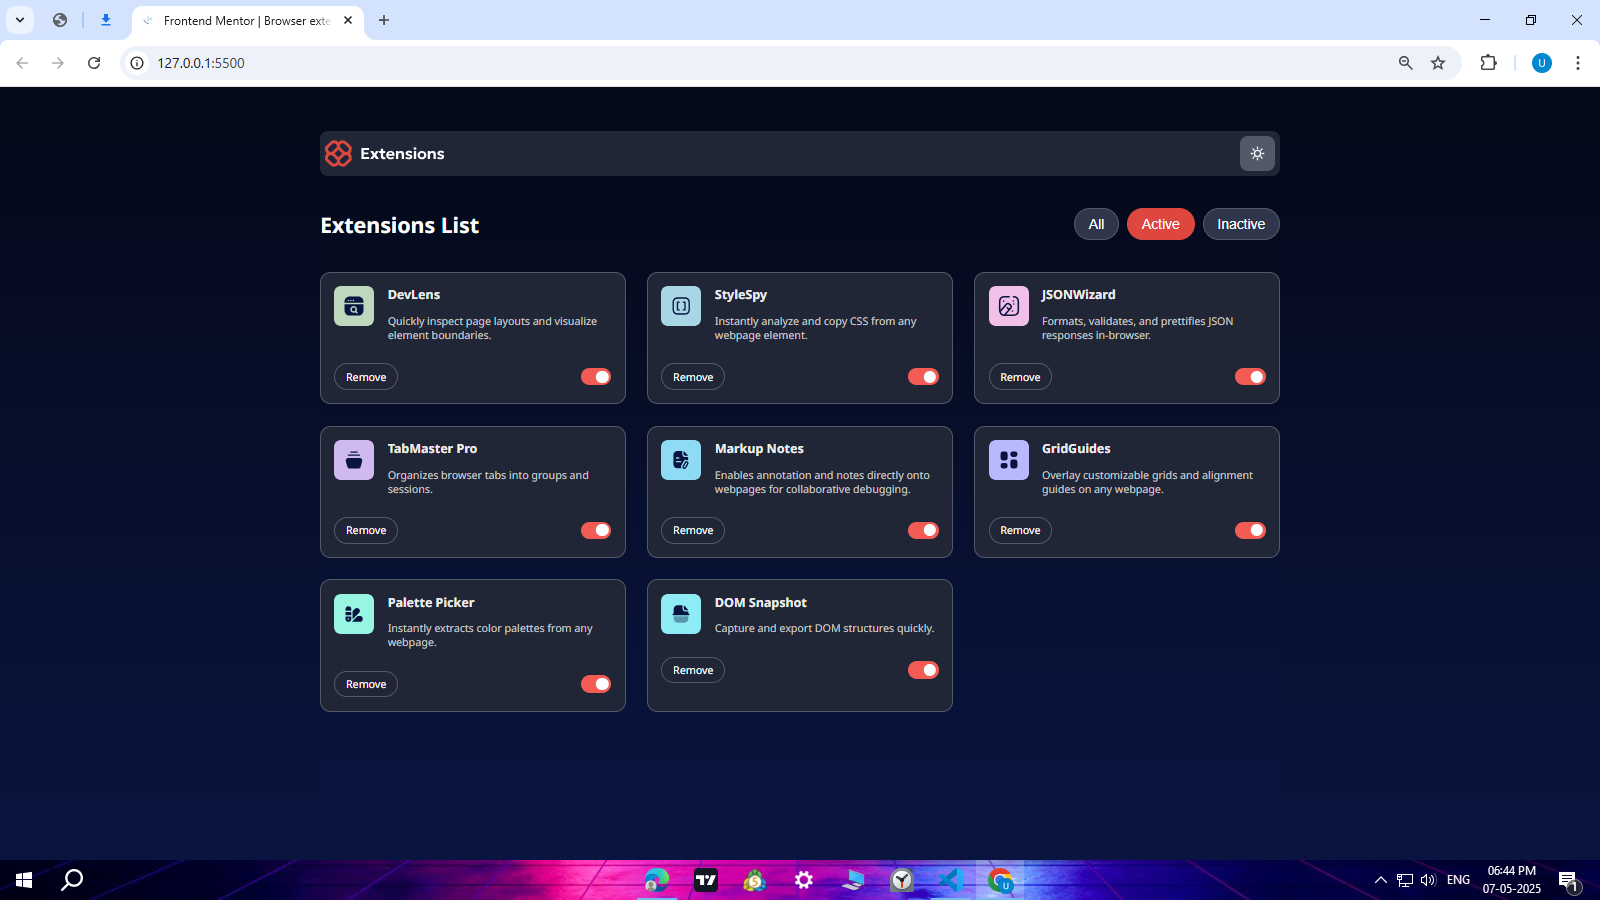 Frontend Mentor | Browser exte
127.0.0.1:5500
U
Extensions
Extensions List
All
Active
Inactive
DevLens
Quickly inspect page layouts and visualize
element boundaries.
Remove
StyleSpy
Instantly analyze and copy CSS from any
webpage element.
Remove
JSONWizard
Formats, validates, and prettifies JSON
responses in-browser.
Remove
TabMaster Pro
Organizes browser tabs into groups and
sessions.
Remove
Markup Notes
Enables annotation and notes directly onto
webpages for collaborative debugging.
Remove
GridGuides
Overlay customizable grids and alignment
guides on any webpage.
Remove
Palette Picker
Instantly extracts color palettes from any
webpage.
Remove
DOM Snapshot
Capture and export DOM structures quickly.
Remove
U
ENG
06:44 PM
07-05-2025
1